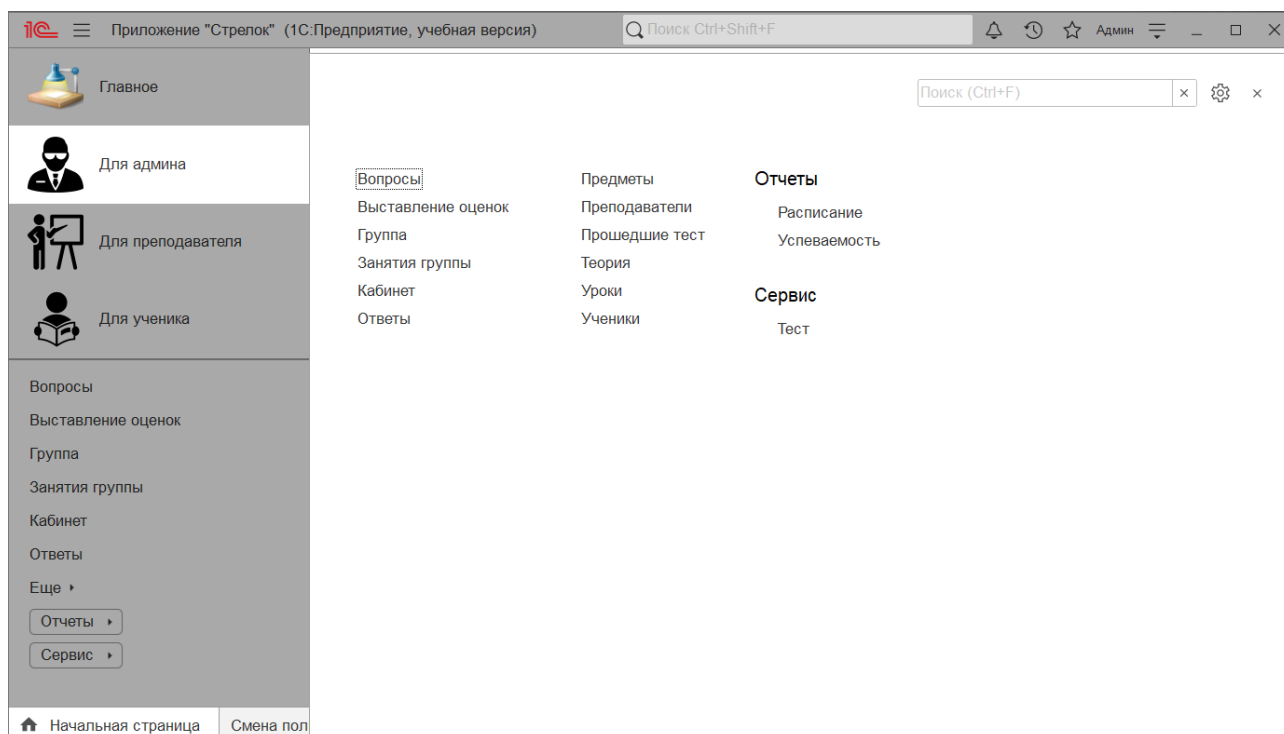 1С Приложение "Стрелок" (1С:Предприятие, учебная версия) Поиск Ctrl+Shift+F Админ
Главное
Для админа
Для преподавателя
Для ученика
Вопросы
Выставление оценок
Группа
Занятия группы
Кабинет
Ответы
Еще
Отчеты
Сервис
Поиск (Ctrl+F)
Вопросы
Выставление оценок
Группа
Занятия группы
Кабинет
Ответы
Предметы
Преподаватели
Прошедшие тест
Теория
Уроки
Ученики
Отчеты
Расписание
Успеваемость
Сервис
Тест
Начальная страница Смена пол